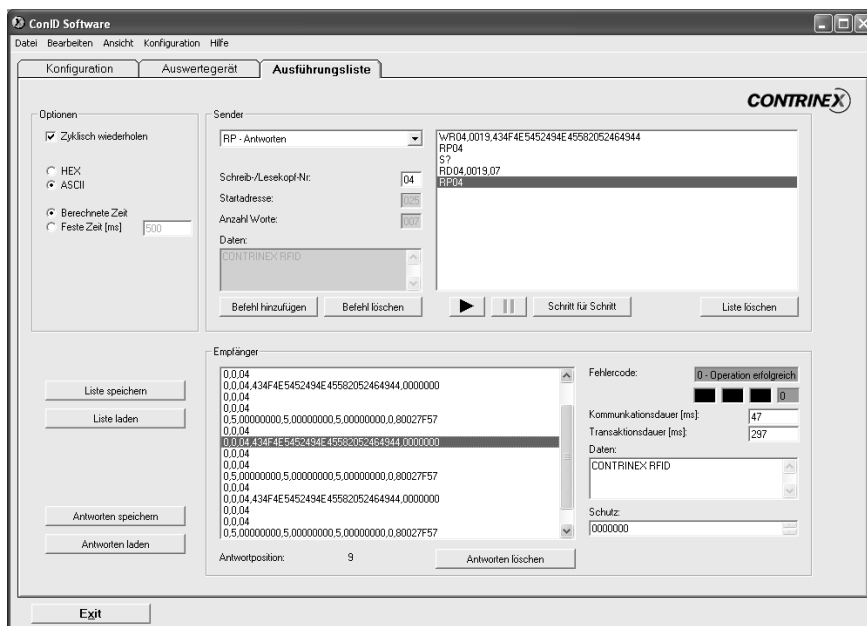 ConID Software
Datei Bearbeiten Ansicht Konfiguration Hilfe
Konfiguration Auswertegerät Ausführungsliste
CONTRINEX
Optionen
Zyklisch wiederholen
HEX
ASCII
Berechnete Zeit
Feste Zeit [ms] 500
Sender
RP - Antworten
Schreib-/Lesekopf-Nr: 04
Startadresse: 025
Anzahl Worte: 007
Daten:
CONTRINEX RFID
Befehl hinzufügen Befehl löschen
WR04,0019,434F4E5452494E45582052464944
RP04
S?
RD04,0019,07
RP04
Schritt für Schritt Liste löschen
Liste speichern
Liste laden
Antworten speichern
Antworten laden
Empfänger
0,0,04
0,0,04,434F4E5452494E45582052464944,0000000
0,0,04
0,0,04
0,5,00000000,5,00000000,5,00000000,0,80027F57
0,0,04
0,0,04,434F4E5452494E45582052464944,0000000
0,0,04
0,0,04
0,5,00000000,5,00000000,5,00000000,0,80027F57
0,0,04
0,0,04,434F4E5452494E45582052464944,0000000
0,0,04
0,0,04
0,5,00000000,5,00000000,5,00000000,0,80027F57
Antwortposition: 9
Antworten löschen
Fehlercode: 0 - Operation erfolgreich
0
Kommunkationsdauer [ms]: 47
Transaktionsdauer [ms]: 297
Daten:
CONTRINEX RFID
Schutz:
0000000
Exit